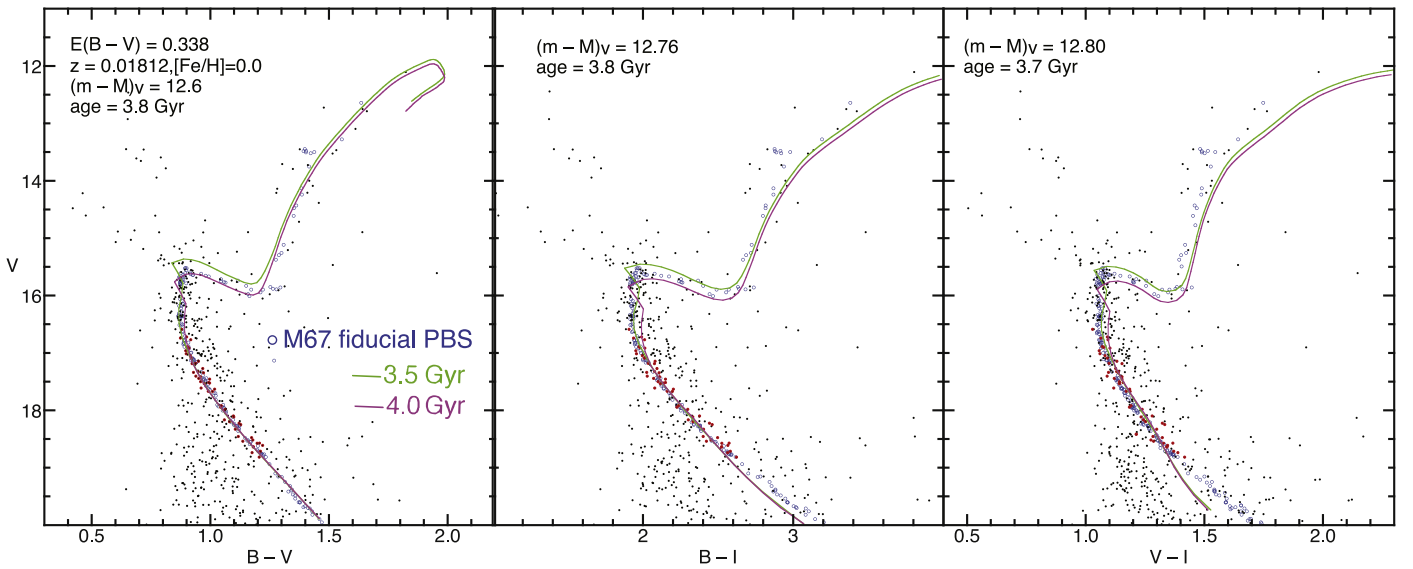 E(B – V) = 0.338
z = 0.01812,[Fe/H]=0.0
(m – M)v = 12.6
age = 3.8 Gyr
(m – M)v = 12.76
age = 3.8 Gyr
(m – M)v = 12.80
age = 3.7 Gyr
12
14
V
16
18
M67 fiducial PBS
3.5 Gyr
4.0 Gyr
0.5 1.0 1.5 2.0
2 3
0.5 1.0 1.5 2.0
B – V
B – I
V – I